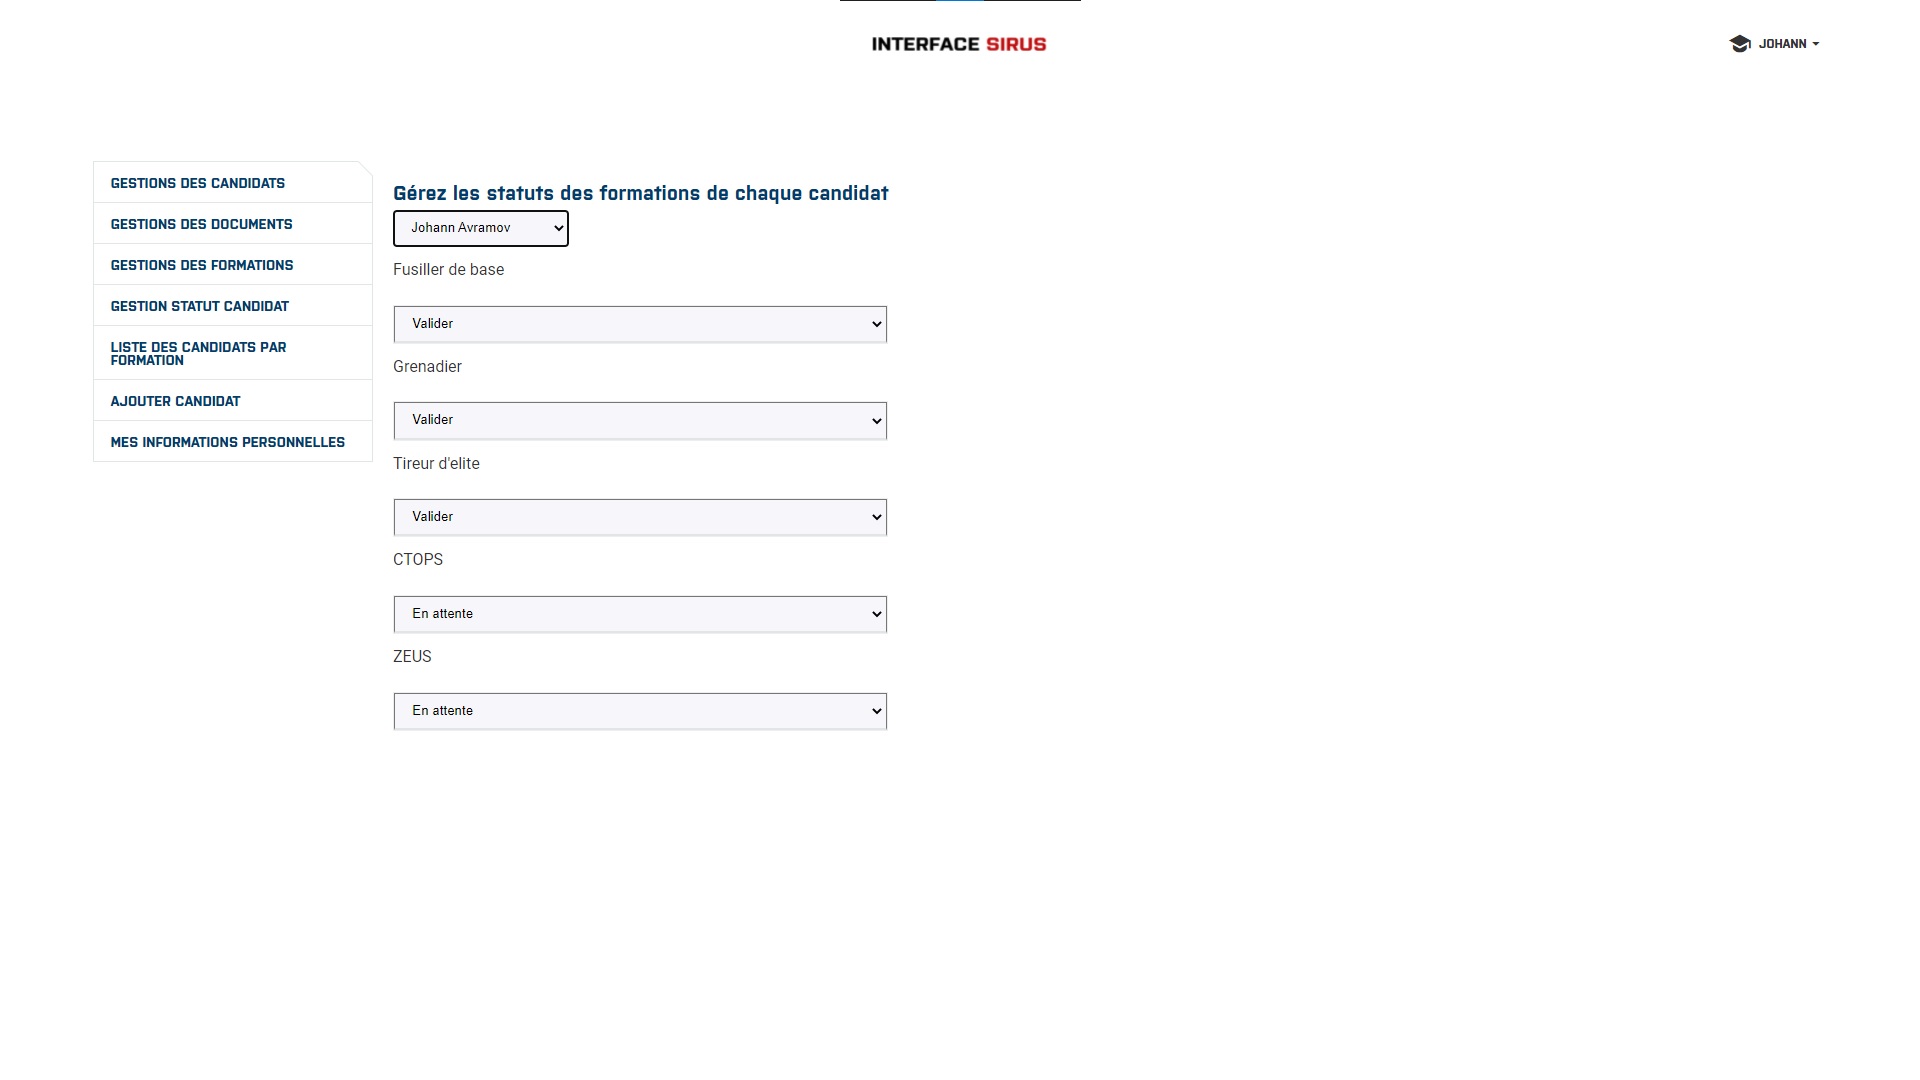 INTERFACE SIRUS
JOHANN
GESTIONS DES CANDIDATS
GESTIONS DES DOCUMENTS
GESTIONS DES FORMATIONS
GESTION STATUT CANDIDAT
LISTE DES CANDIDATS PAR
FORMATION
AJOUTER CANDIDAT
MES INFORMATIONS PERSONNELLES
Gérez les statuts des formations de chaque candidat
Johann Avramov
Fusiller de base
Valider
Grenadier
Valider
Tireur d'elite
Valider
CTOPS
En attente
ZEUS
En attente